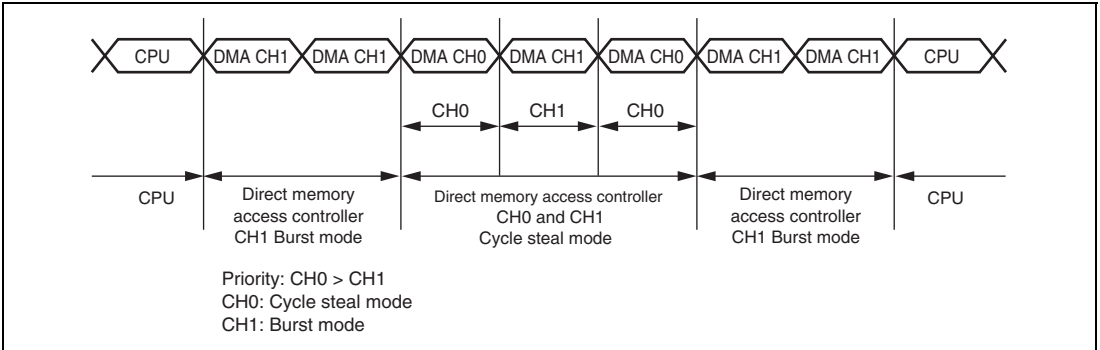 CPU DMA CH1 DMA CH1 DMA CH0 DMA CH1 DMA CH0 DMA CH1 DMA CH1 CPU
CH0 CH1 CH0
CPU
Direct memory
access controller
CH1 Burst mode
Direct memory access controller
CH0 and CH1
Cycle steal mode
Direct memory
access controller
CH1 Burst mode
CPU
Priority: CH0 > CH1
CH0: Cycle steal mode
CH1: Burst mode